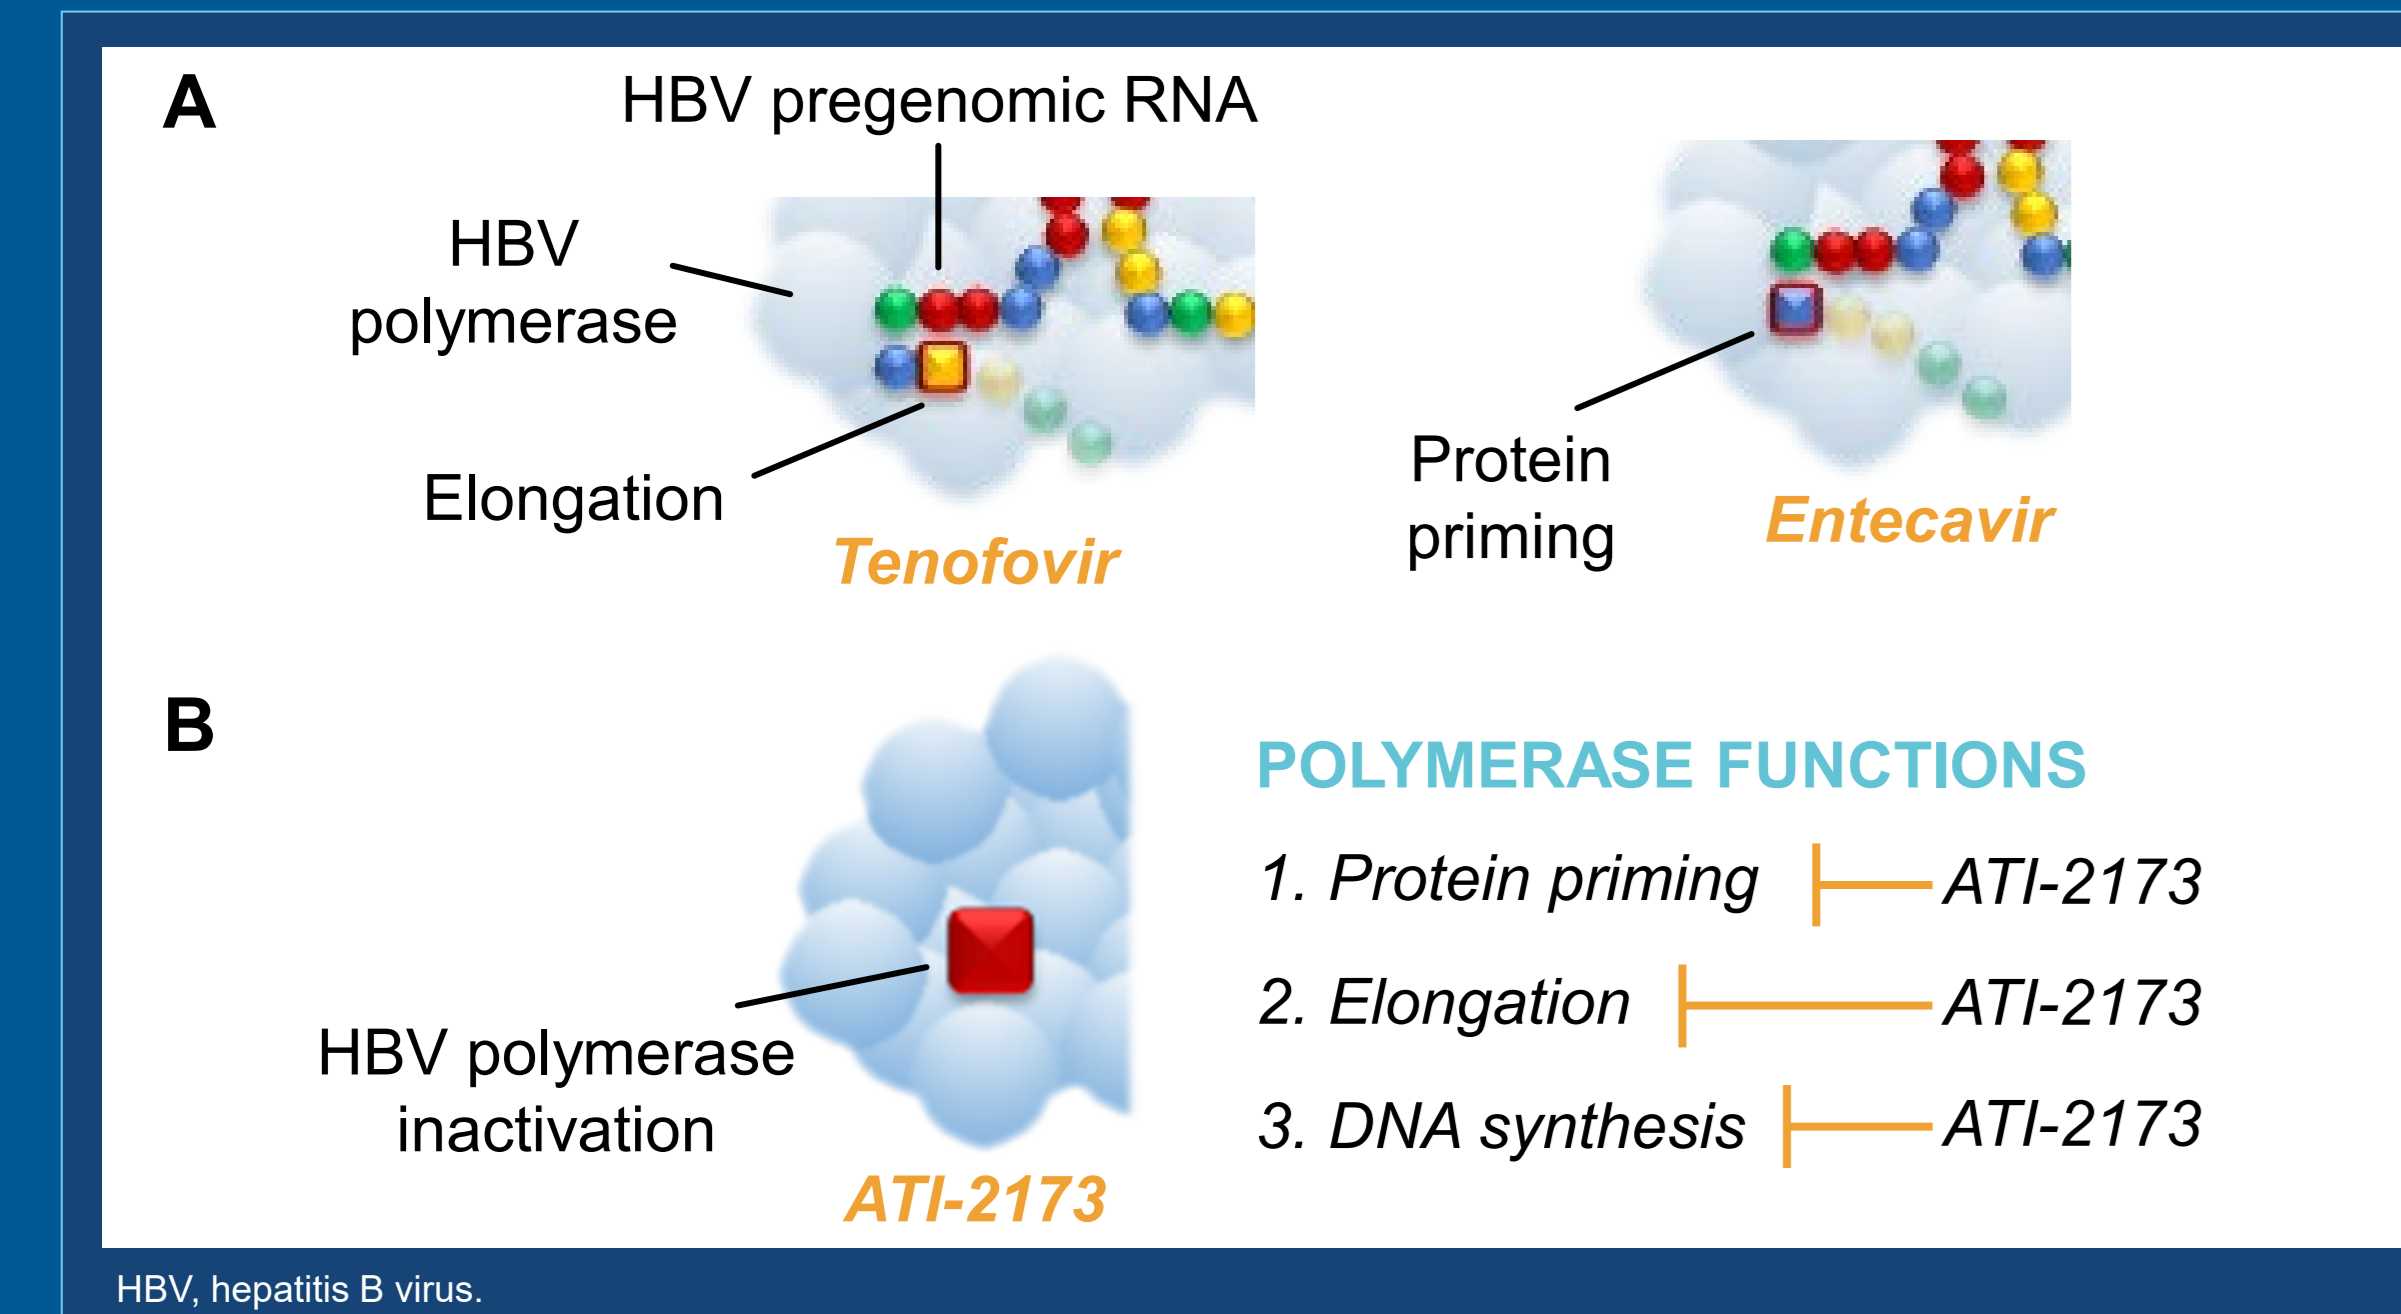 A
HBV pregenomic RNA
HBV
polymerase
Elongation
Tenofovir
Protein
priming
Entecavir
B
HBV polymerase
inactivation
ATI-2173
POLYMERASE FUNCTIONS
1. Protein priming ATI-2173
2. Elongation ATI-2173
3. DNA synthesis ATI-2173
HBV, hepatitis B virus.